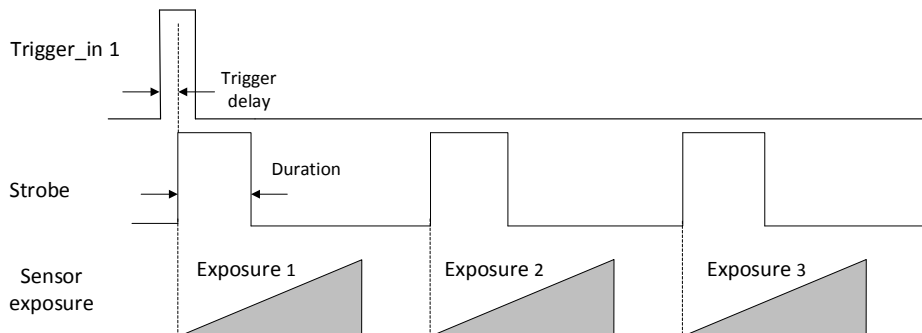 Trigger_in 1
Trigger
delay
Strobe
Duration
Sensor
exposure
Exposure 1
Exposure 2
Exposure 3